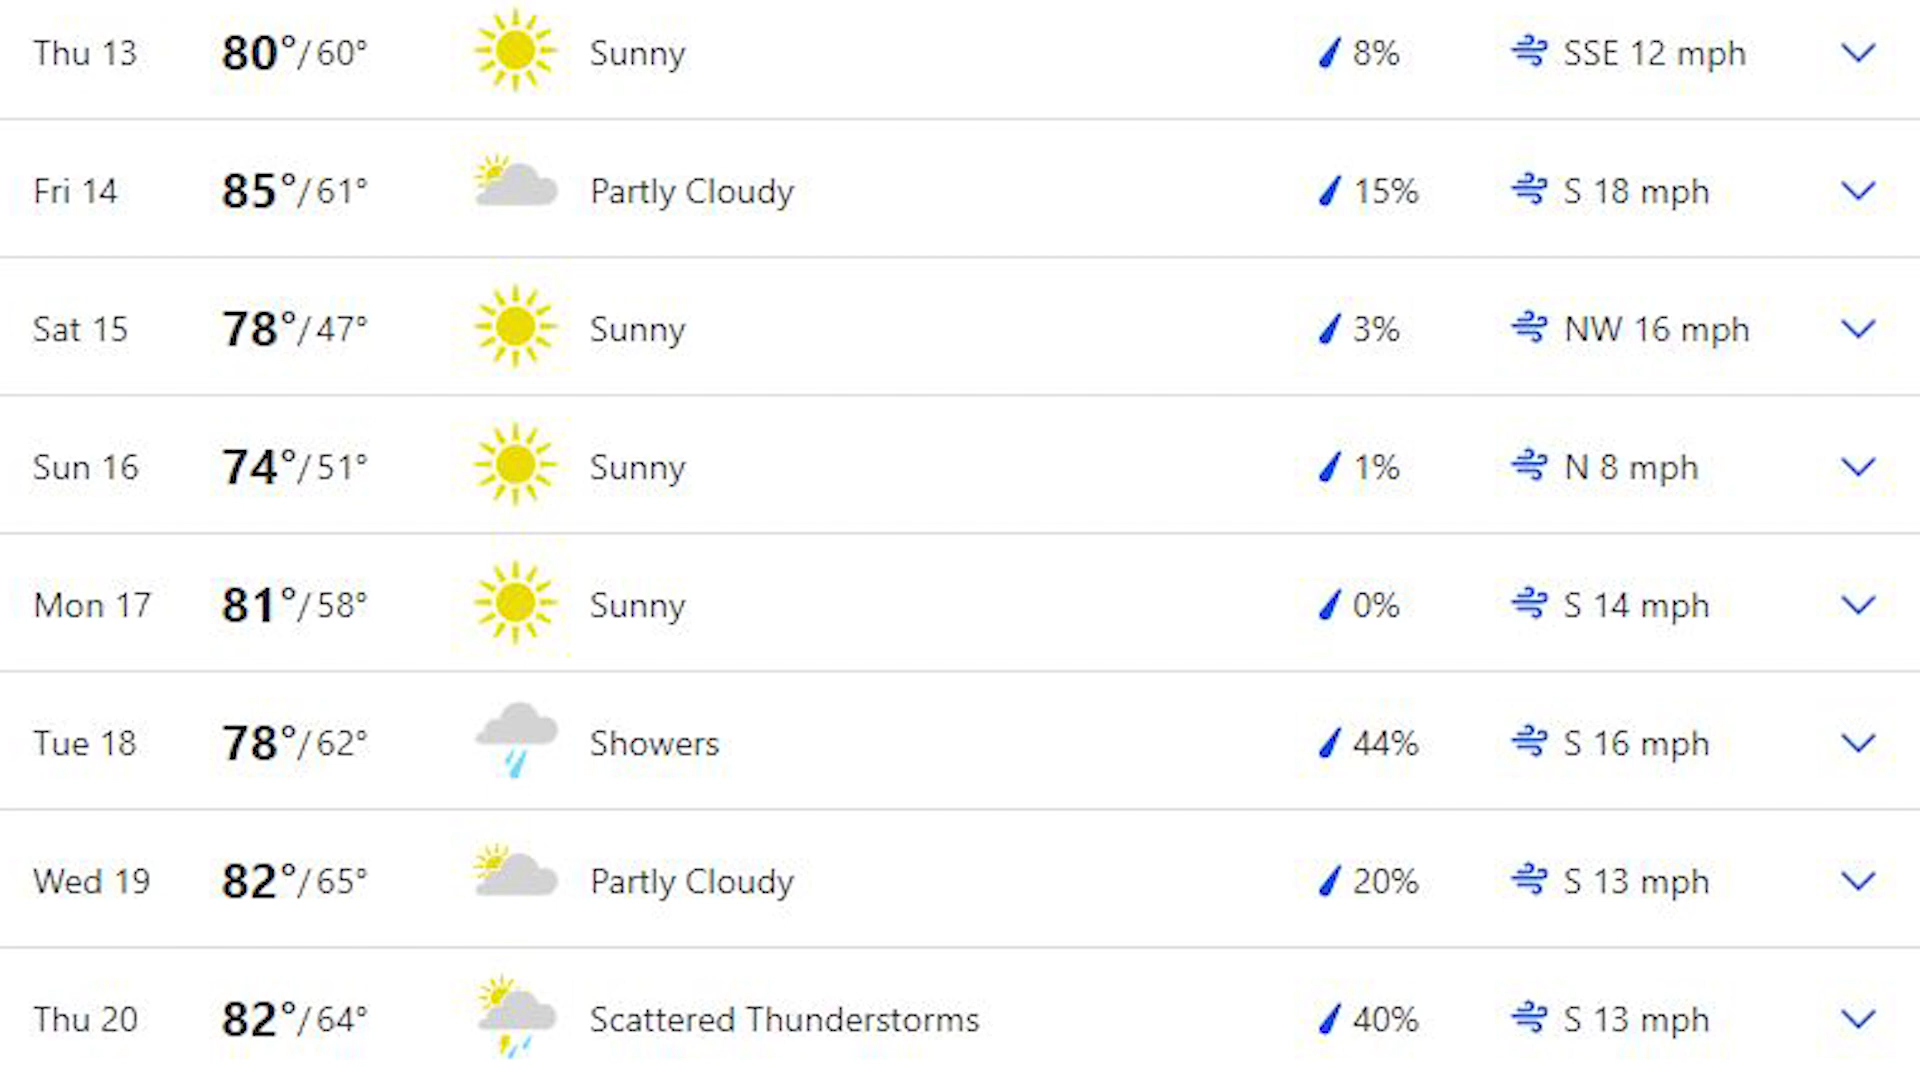 Thu 13 80°/60° Sunny 8% SSE 12 mph
Fri 14 85°/61° Partly Cloudy 15% S 18 mph
Sat 15 78°/47° Sunny 3% NW 16 mph
Sun 16 74°/51° Sunny 1% N 8 mph
Mon 17 81°/58° Sunny 0% S 14 mph
Tue 18 78°/62° Showers 44% S 16 mph
Wed 19 82°/65° Partly Cloudy 20% S 13 mph
Thu 20 82°/64° Scattered Thunderstorms 40% S 13 mph